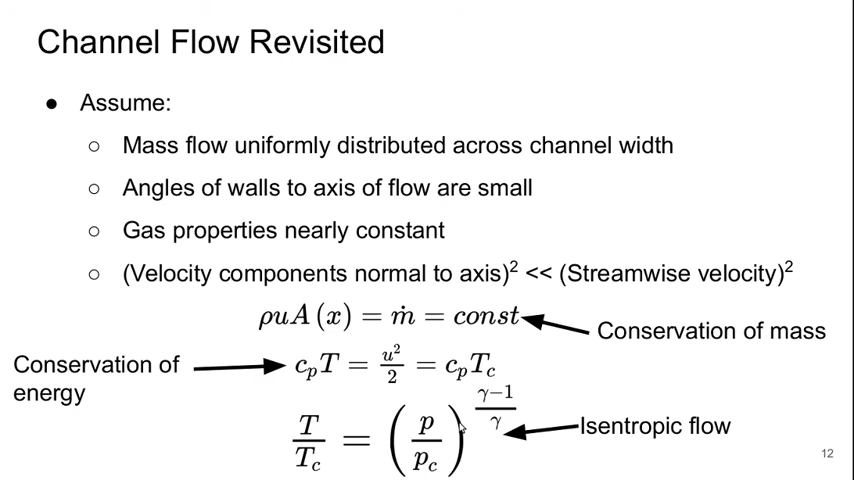 Channel Flow Revisited
● Assume:
○ Mass flow uniformly distributed across channel width
○ Angles of walls to axis of flow are small
○ Gas properties nearly constant
○ (Velocity components normal to axis)² << (Streamwise velocity)²
ρuA (x) = ṁ = const
Conservation of mass
Conservation of
energy
c_pT = u²/2 = c_pT_c
T/T_c = (p/p_c)^((γ−1)/γ)
Isentropic flow
12